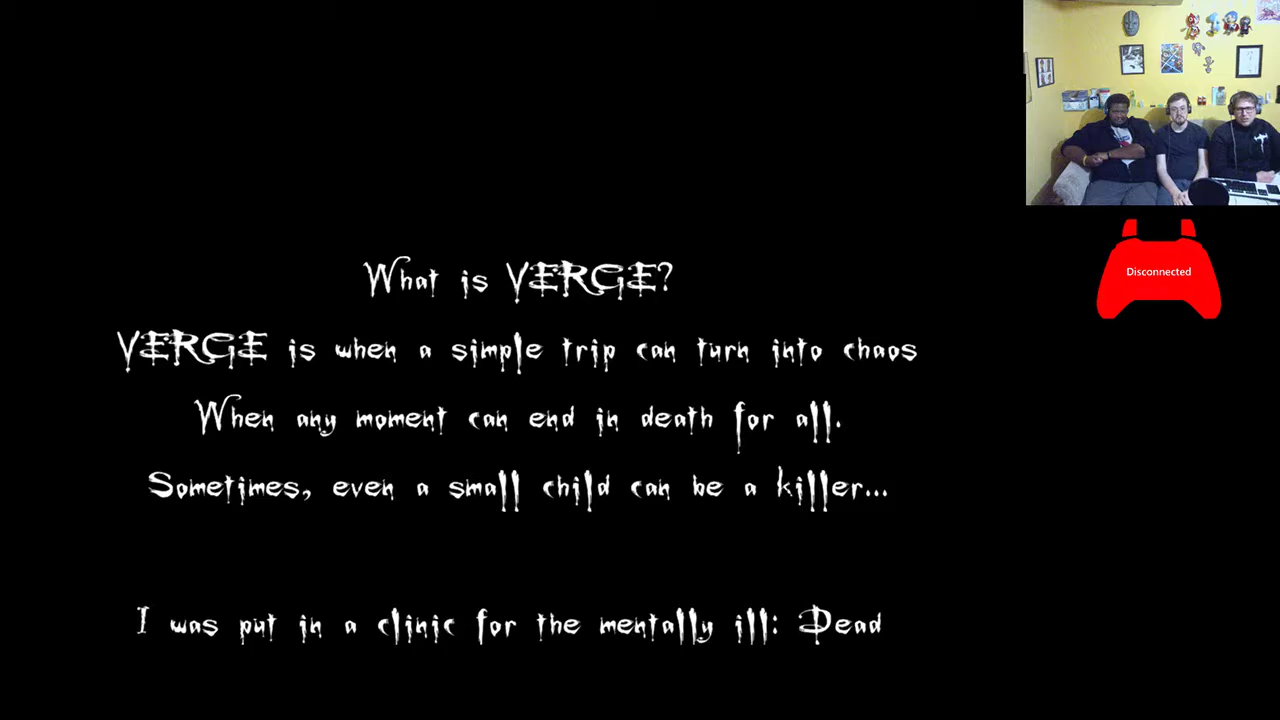 What is VERGE?
VERGE is when a simple trip can turn into chaos
When any moment can end in death for all.
Sometimes, even a small child can be a killer...
I was put in a clinic for the mentally ill: Dead
Disconnected